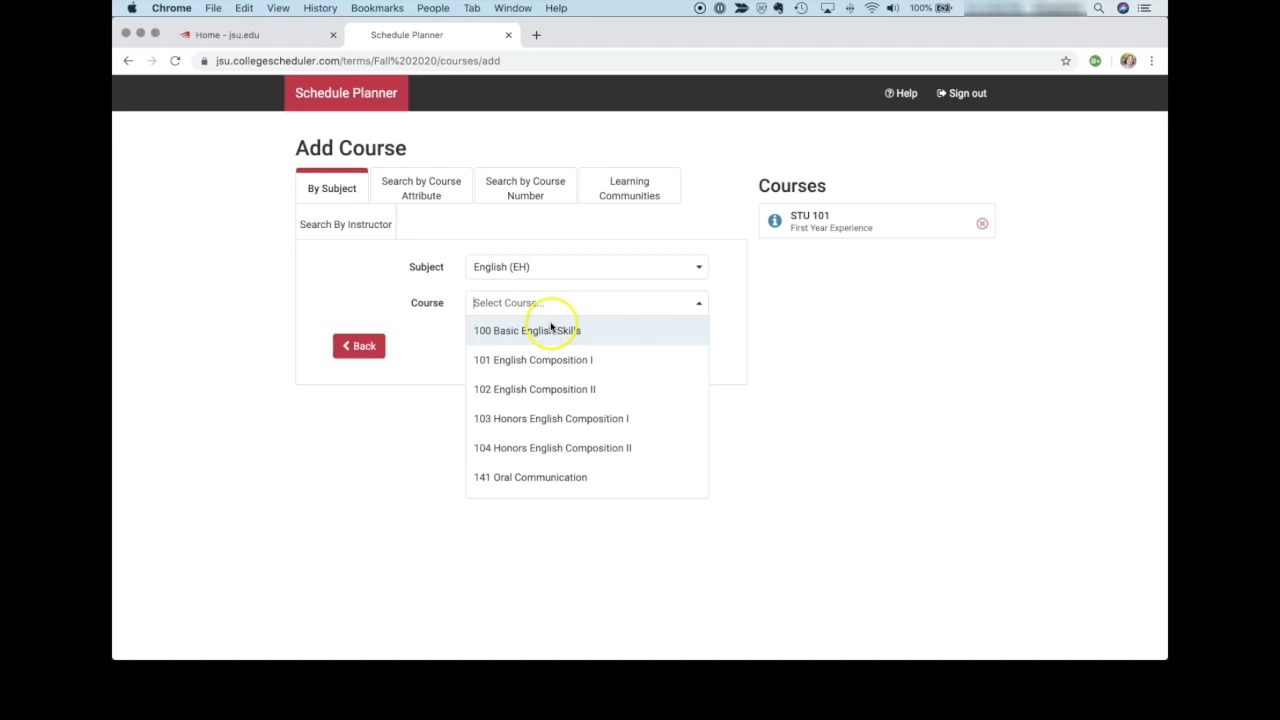 Chrome File Edit View History Bookmarks People Tab Window Help 100%
Home - jsu.edu Schedule Planner
jsu.collegescheduler.com/terms/Fall%202020/courses/add
Schedule Planner Help Sign out
Add Course
By Subject
Search by Course Attribute
Search by Course Number
Learning Communities
Search By Instructor
Subject English (EH)
Course Select Course...
Back
100 Basic English Skills
101 English Composition I
102 English Composition II
103 Honors English Composition I
104 Honors English Composition II
141 Oral Communication
Courses
STU 101
First Year Experience